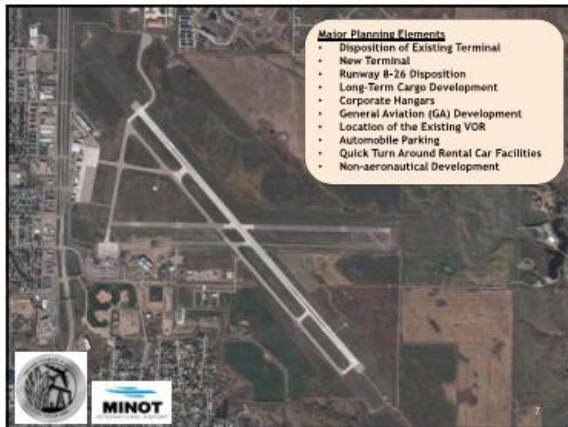 Major Planning Elements
• Disposition of Existing Terminal
• New Terminal
• Runway 8-26 Disposition
• Long-Term Cargo Development
• Corporate Hangars
• General Aviation (GA) Development
• Location of the Existing VOR
• Automobile Parking
• Quick Turn Around Rental Car Facilities
• Non-aeronautical Development
MINOT
INTERNATIONAL AIRPORT
7